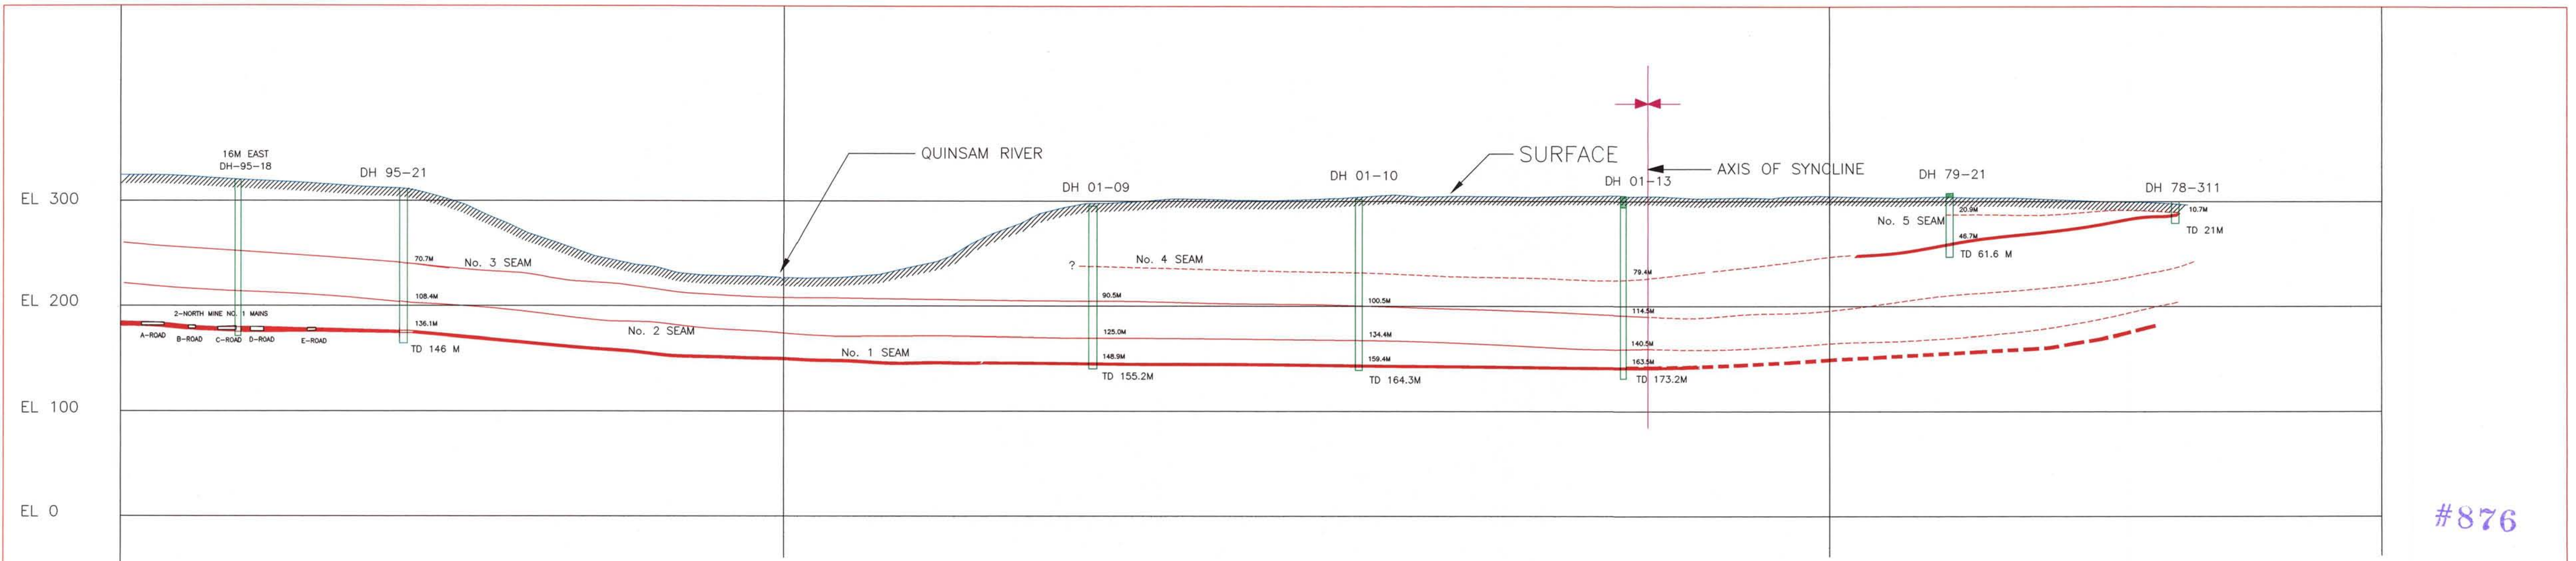 16M EAST
DH-95-18
DH 95-21
QUINSAM RIVER
SURFACE
AXIS OF SYNCLINE
DH 01-09
DH 01-10
DH 01-13
DH 79-21
DH 78-311
EL 300
20.9M
10.7M
No. 5 SEAM
TD 21M
46.7M
TD 61.6 M
70.7M
No. 3 SEAM
?
No. 4 SEAM
79.4M
EL 200
108.4M
90.5M
100.5M
114.5M
2-NORTH MINE NO. 1 MAINS
136.1M
No. 2 SEAM
125.0M
134.4M
140.5M
A-ROAD
B-ROAD
C-ROAD
D-ROAD
E-ROAD
TD 146 M
No. 1 SEAM
148.9M
159.4M
163.5M
TD 155.2M
TD 164.3M
TD 173.2M
EL 100
EL 0
#876